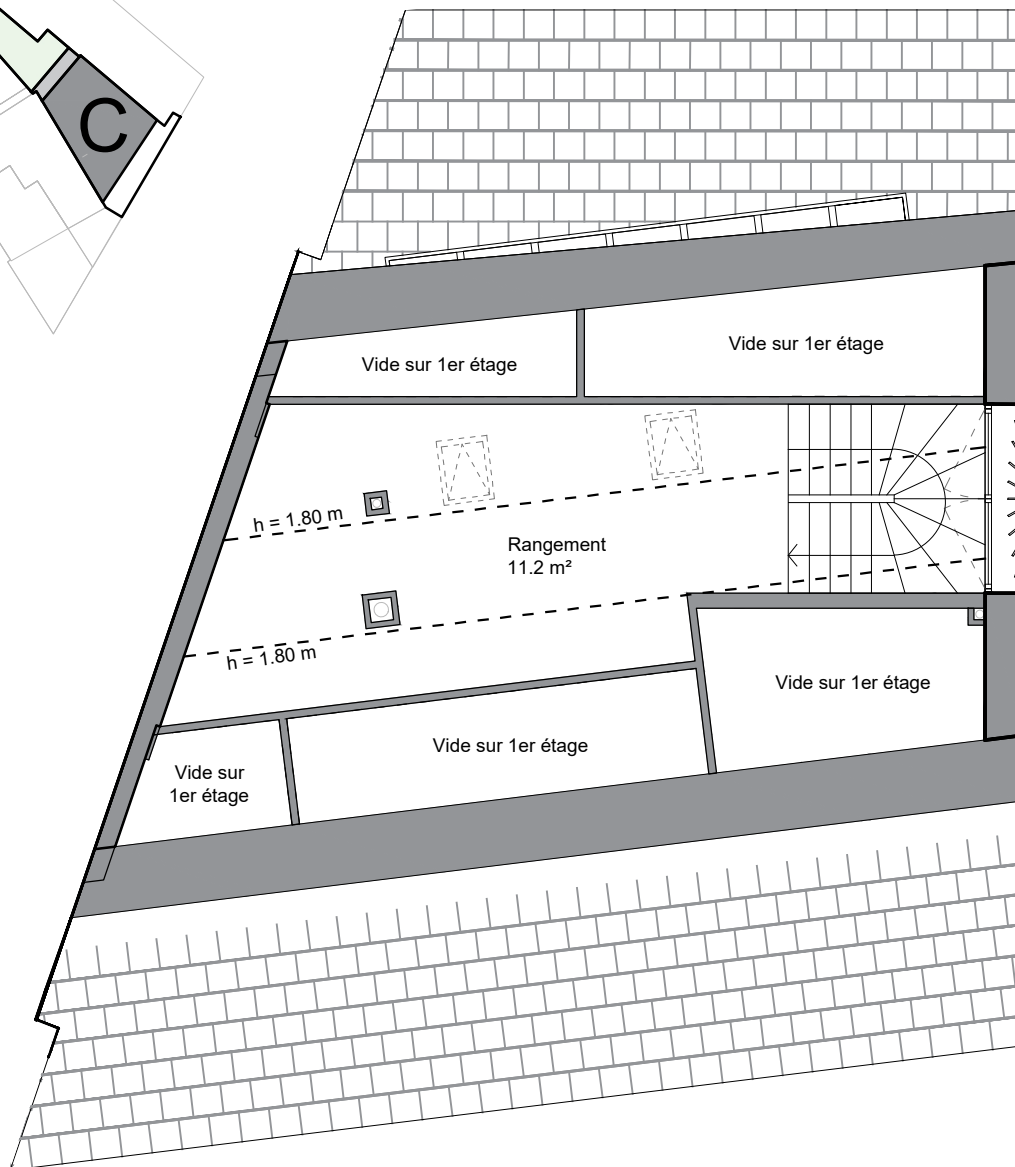 C
Vide sur 1er étage
Vide sur 1er étage
h = 1.80 m
Rangement
11.2 m²
h = 1.80 m
Vide sur 1er étage
Vide sur 1er étage
Vide sur
1er étage